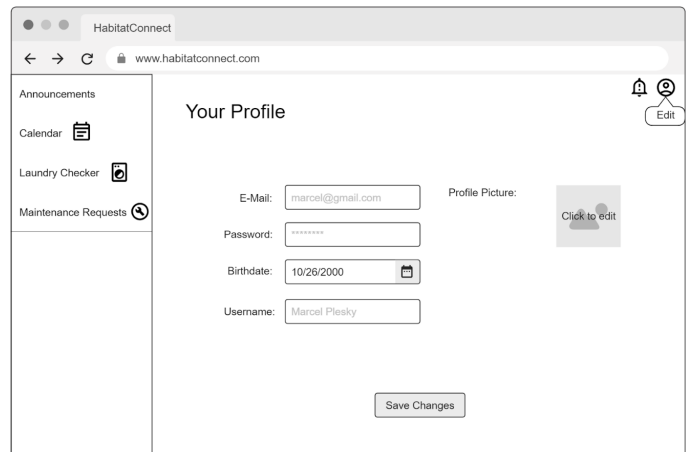 HabitatConnect
www.habitatconnect.com
Announcements
Calendar
Laundry Checker
Maintenance Requests
Edit
Your Profile
E-Mail: marcel@gmail.com
Password: ********
Birthdate: 10/26/2000
Username: Marcel Plesky
Profile Picture:
Click to edit
Save Changes